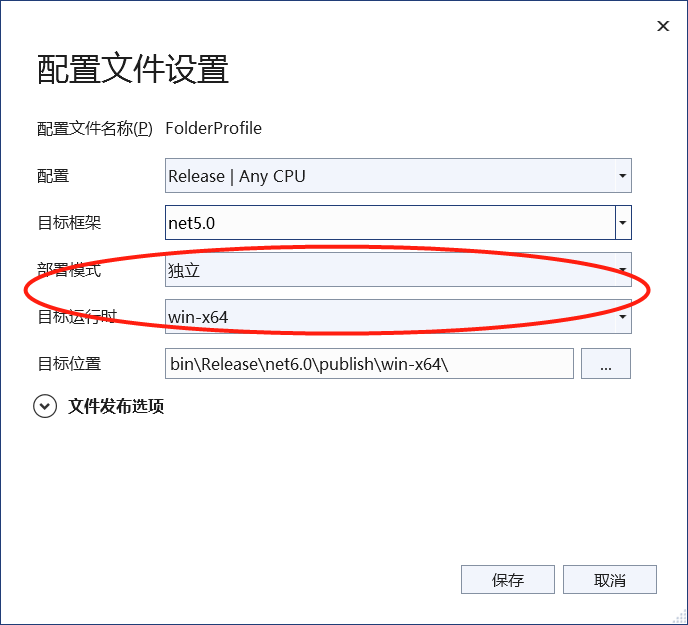 配置文件设置
配置文件名称(P) FolderProfile
配置 Release | Any CPU
目标框架 net5.0
部署模式 独立
目标运行时 win-x64
目标位置 bin\Release\net6.0\publish\win-x64\ ...
文件发布选项
保存 取消